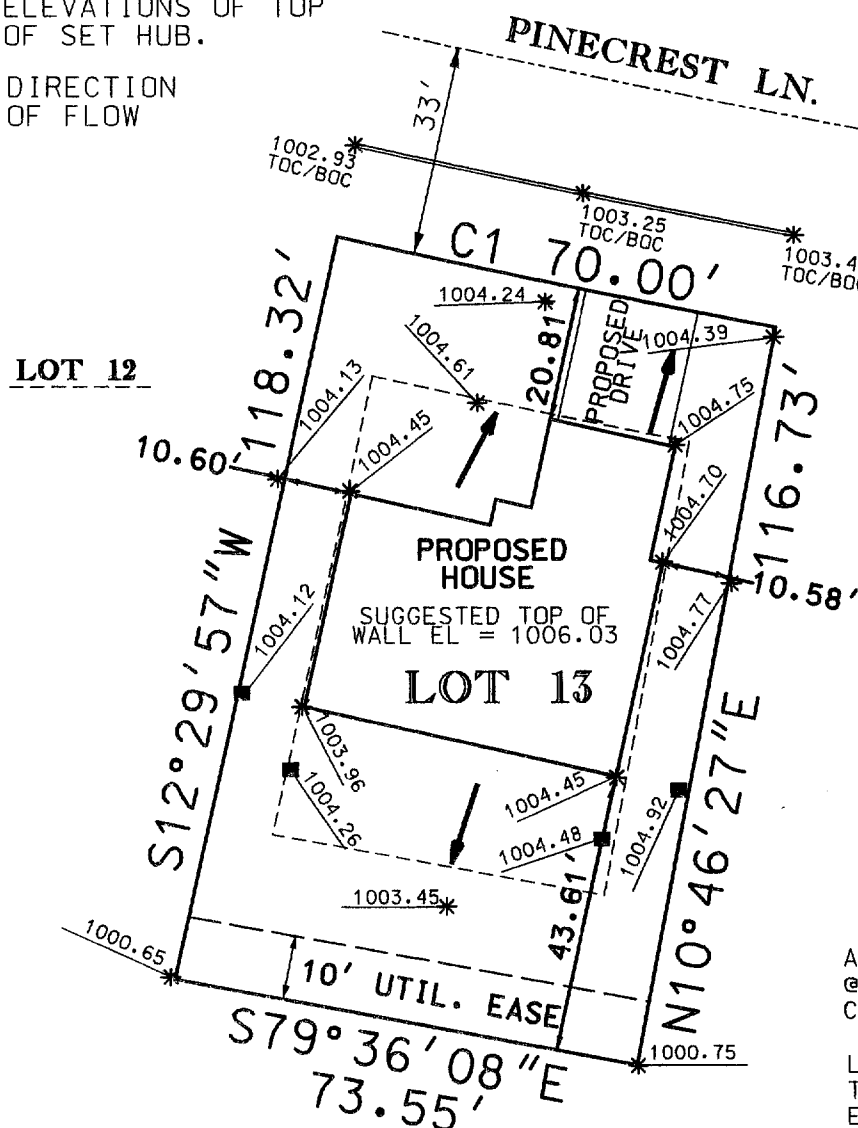 ELEVATIONS OF TOP
OF SET HUB.
DIRECTION
OF FLOW
PINECREST LN.
33'
1002.93
TOC/BOC
1003.25
TOC/BOC
1003.4
TOC/BOC
C1 70.00'
1004.24
PROPOSED
DRIVE
1004.39
20.81
1004.61
118.32'
LOT 12
1004.13
1004.45
1004.75
116.73'
10.60'
1004.70
PROPOSED
HOUSE
10.58'
SUGGESTED TOP OF
WALL EL = 1006.03
1004.77
1004.12
LOT 13
S12°29'57"W
1003.96
1004.45
1004.26
1004.48
1004.92
N10°46'27"E
1003.45
43.61'
1000.65
10' UTIL. EASE
1000.75
S79°36'08"E
73.55'
A
@
C
L
T
E